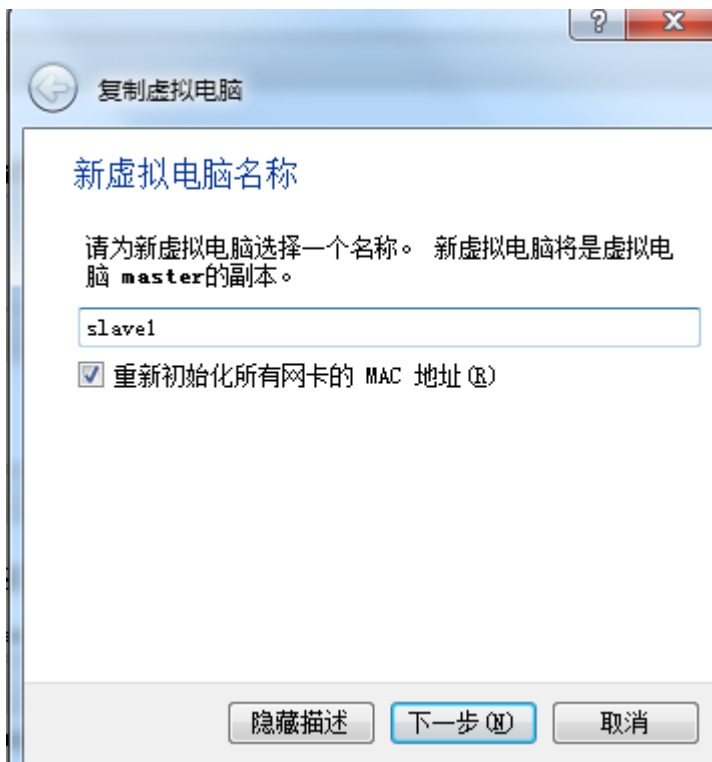 ?
x
复制虚拟电脑
新虚拟电脑名称
请为新虚拟电脑选择一个名称。 新虚拟电脑将是虚拟电
脑 master的副本。
slave1
重新初始化所有网卡的 MAC 地址(R)
隐藏描述 下一步(N) 取消